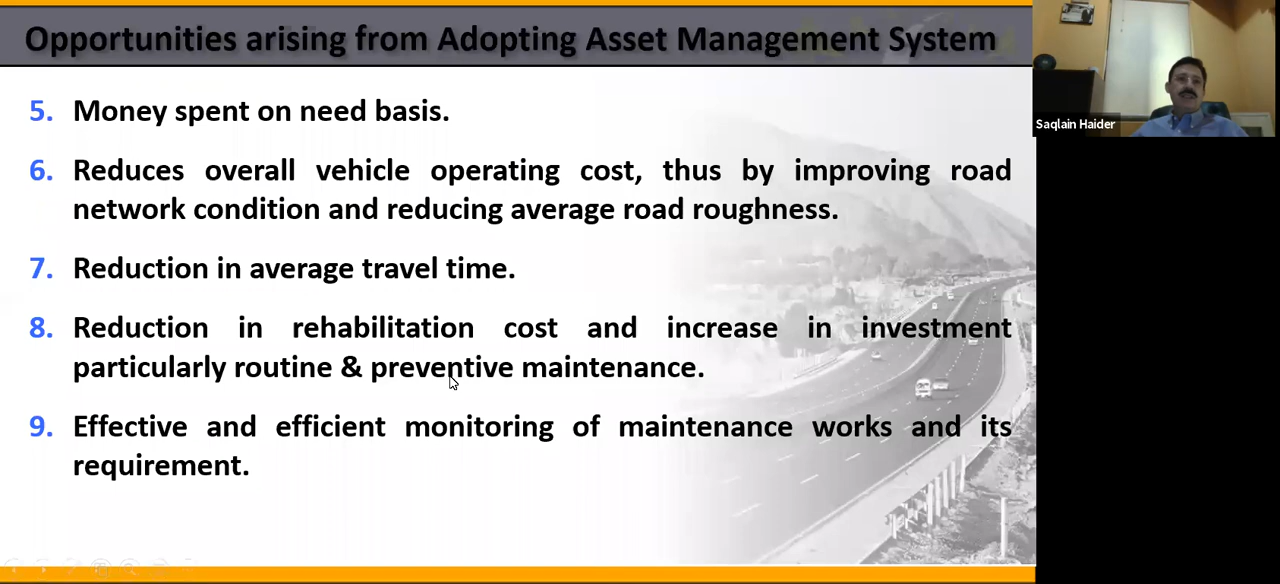 Opportunities arising from Adopting Asset Management System
5. Money spent on need basis.
6. Reduces overall vehicle operating cost, thus by improving road
network condition and reducing average road roughness.
7. Reduction in average travel time.
8. Reduction in rehabilitation cost and increase in investment
particularly routine & preventive maintenance.
9. Effective and efficient monitoring of maintenance works and its
requirement.
Saqlain Haider